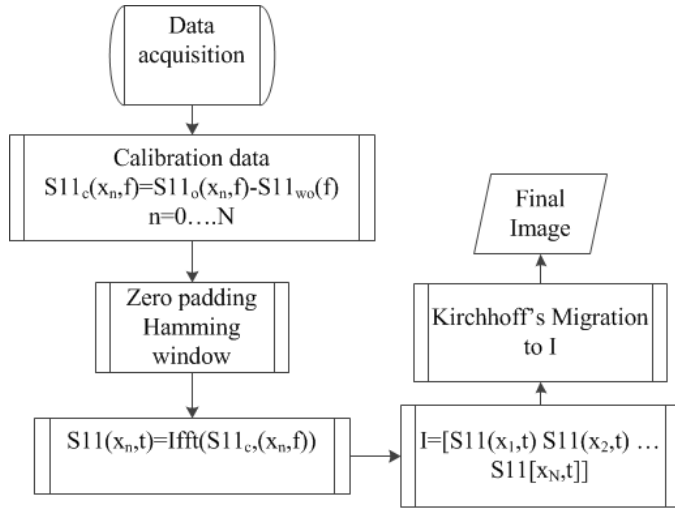 Data
acquisition
Calibration data
S11c(xn,f)=S11o(xn,f)-S11wo(f)
n=0….N
Zero padding
Hamming
window
S11(xn,t)=Ifft(S11c,(xn,f))
I=[S11(x1,t) S11(x2,t) …
S11[xN,t]]
Kirchhoff’s Migration
to I
Final
Image